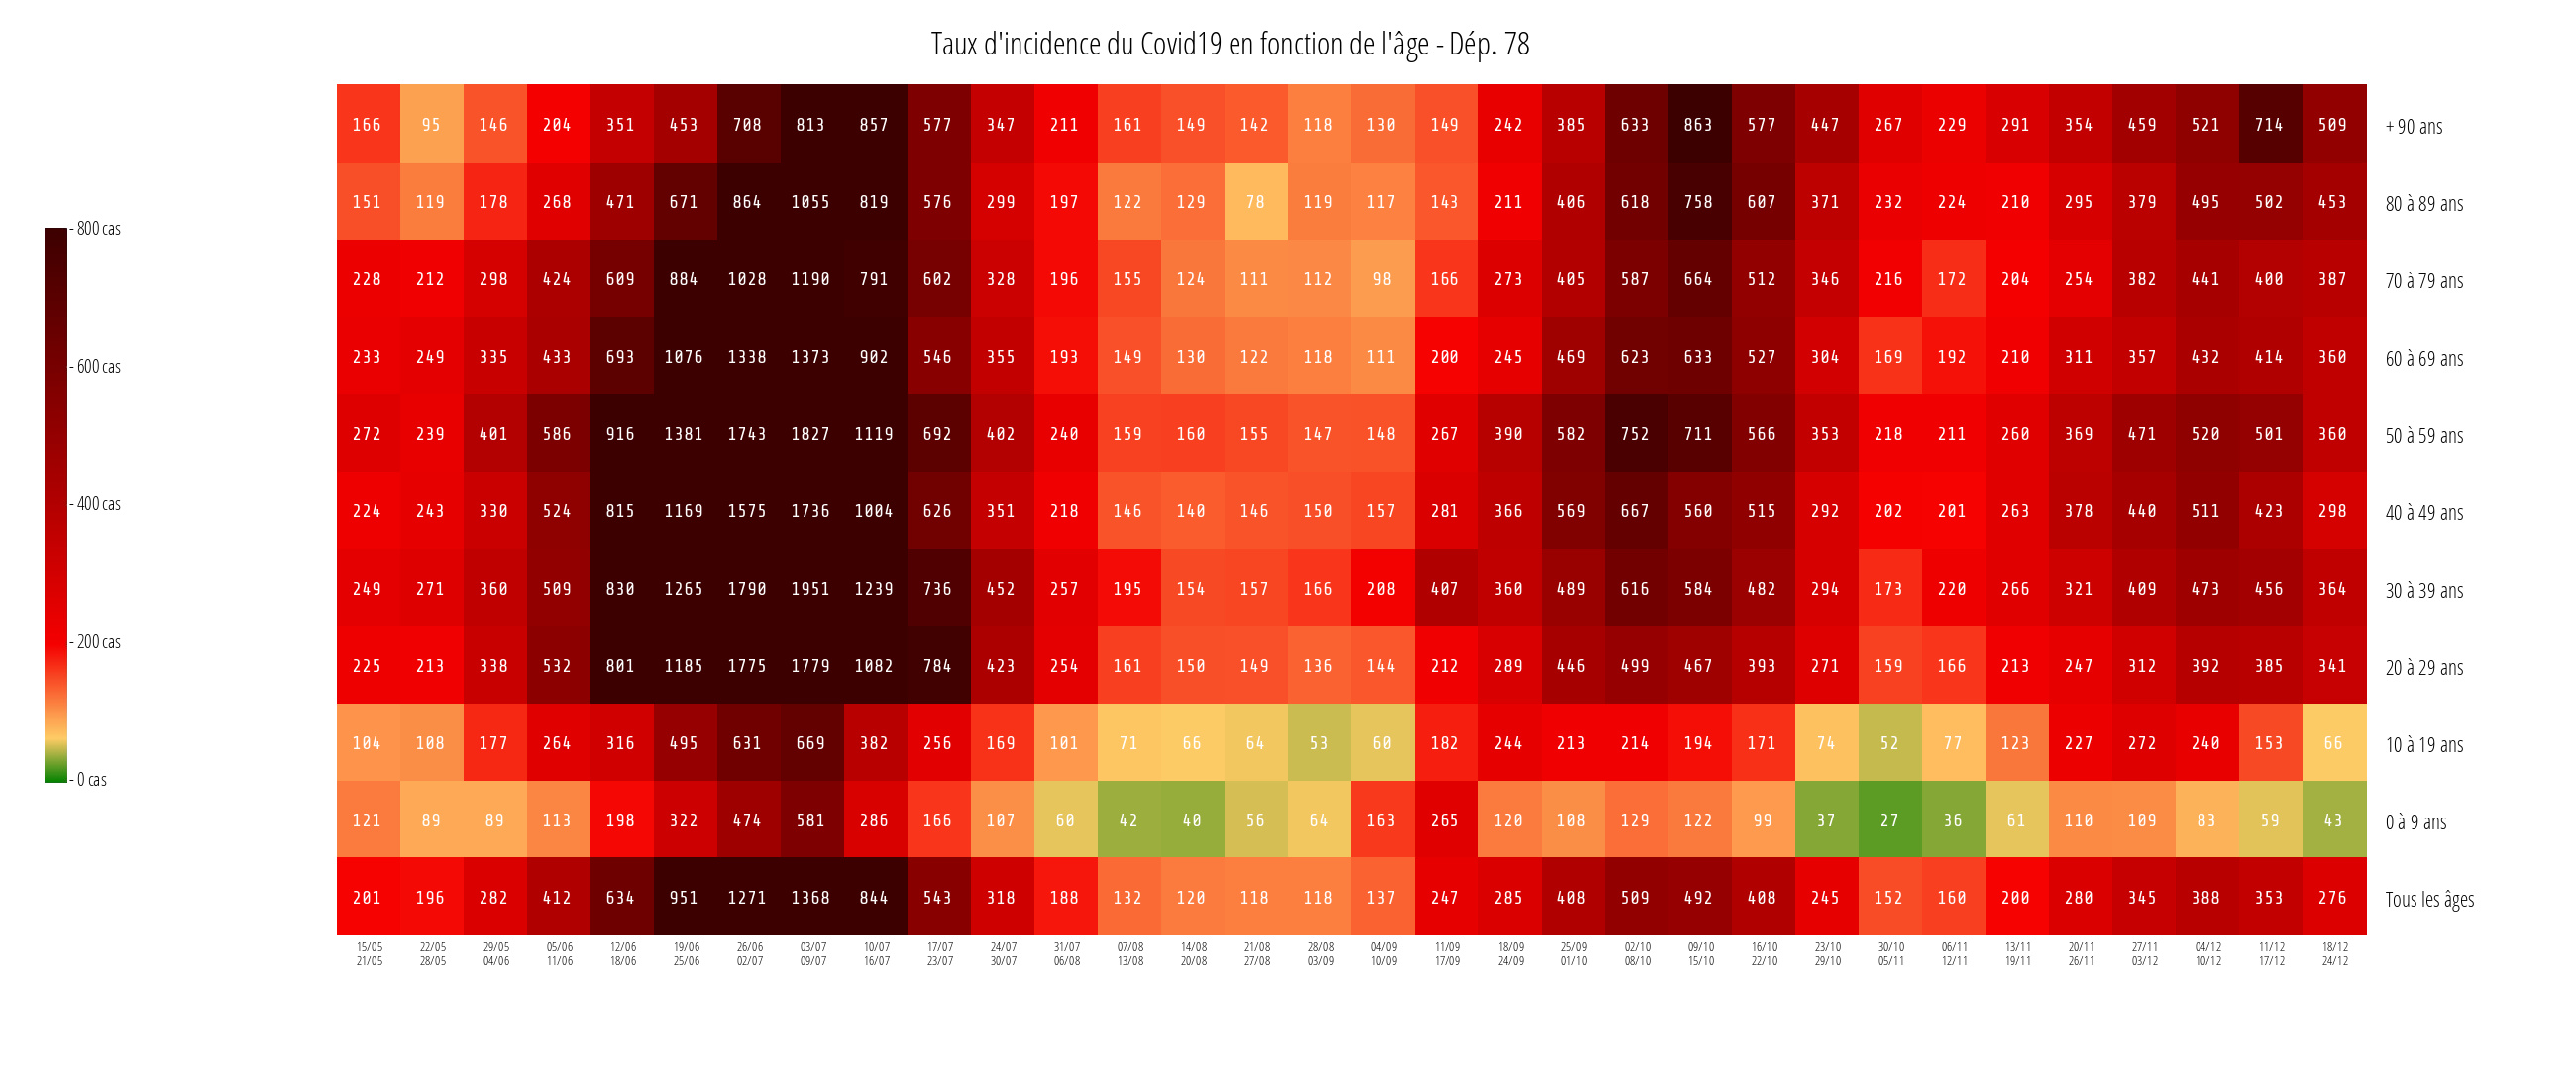 Taux d'incidence du Covid19 en fonction de l'âge - Dép. 78
- 800 cas
- 600 cas
- 400 cas
- 200 cas
- 0 cas
166 95 146 204 351 453 708 813 857 577 347 211 161 149 142 118 130 149 242 385 633 863 577 447 267 229 291 354 459 521 714 509 + 90 ans
151 119 178 268 471 671 864 1055 819 576 299 197 122 129 78 119 117 143 211 406 618 758 607 371 232 224 210 295 379 495 502 453 80 à 89 ans
228 212 298 424 609 884 1028 1190 791 602 328 196 155 124 111 112 98 166 273 405 587 664 512 346 216 172 204 254 382 441 400 387 70 à 79 ans
233 249 335 433 693 1076 1338 1373 902 546 355 193 149 130 122 118 111 200 245 469 623 633 527 304 169 192 210 311 357 432 414 360 60 à 69 ans
272 239 401 586 916 1381 1743 1827 1119 692 402 240 159 160 155 147 148 267 390 582 752 711 566 353 218 211 260 369 471 520 501 360 50 à 59 ans
224 243 330 524 815 1169 1575 1736 1004 626 351 218 146 140 146 150 157 281 366 569 667 560 515 292 202 201 263 378 440 511 423 298 40 à 49 ans
249 271 360 509 830 1265 1790 1951 1239 736 452 257 195 154 157 166 208 407 360 489 616 584 482 294 173 220 266 321 409 473 456 364 30 à 39 ans
225 213 338 532 801 1185 1775 1779 1082 784 423 254 161 150 149 136 144 212 289 446 499 467 393 271 159 166 213 247 312 392 385 341 20 à 29 ans
104 108 177 264 316 495 631 669 382 256 169 101 71 66 64 53 60 182 244 213 214 194 171 74 52 77 123 227 272 240 153 66 10 à 19 ans
121 89 89 113 198 322 474 581 286 166 107 60 42 40 56 64 163 265 120 108 129 122 99 37 27 36 61 110 109 83 59 43 0 à 9 ans
201 196 282 412 634 951 1271 1368 844 543 318 188 132 120 118 118 137 247 285 408 509 492 408 245 152 160 200 280 345 388 353 276 Tous les âges
15/05 22/05 29/05 05/06 12/06 19/06 26/06 03/07 10/07 17/07 24/07 31/07 07/08 14/08 21/08 28/08 04/09 11/09 18/09 25/09 02/10 09/10 16/10 23/10 30/10 06/11 13/11 20/11 27/11 04/12 11/12 18/12
21/05 28/05 04/06 11/06 18/06 25/06 02/07 09/07 16/07 23/07 30/07 06/08 13/08 20/08 27/08 03/09 10/09 17/09 24/09 01/10 08/10 15/10 22/10 29/10 05/11 12/11 19/11 26/11 03/12 10/12 17/12 24/12